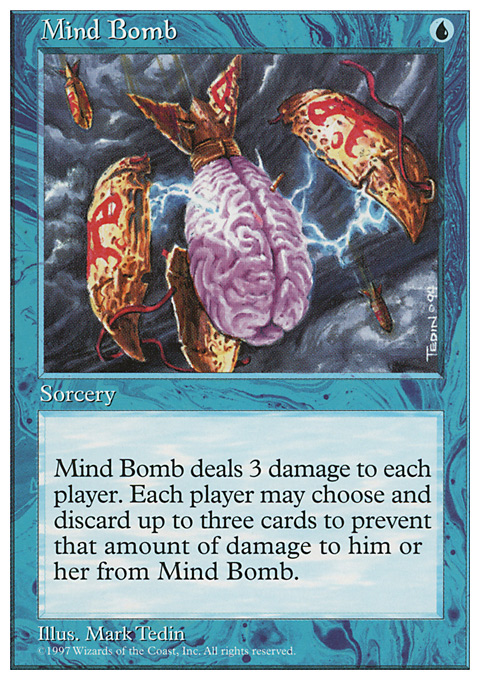 Mind Bomb
TEDIN © 94
Sorcery
Mind Bomb deals 3 damage to each
player. Each player may choose and
discard up to three cards to prevent
that amount of damage to him or
her from Mind Bomb.
Illus. Mark Tedin
©1997 Wizards of the Coast, Inc. All rights reserved.